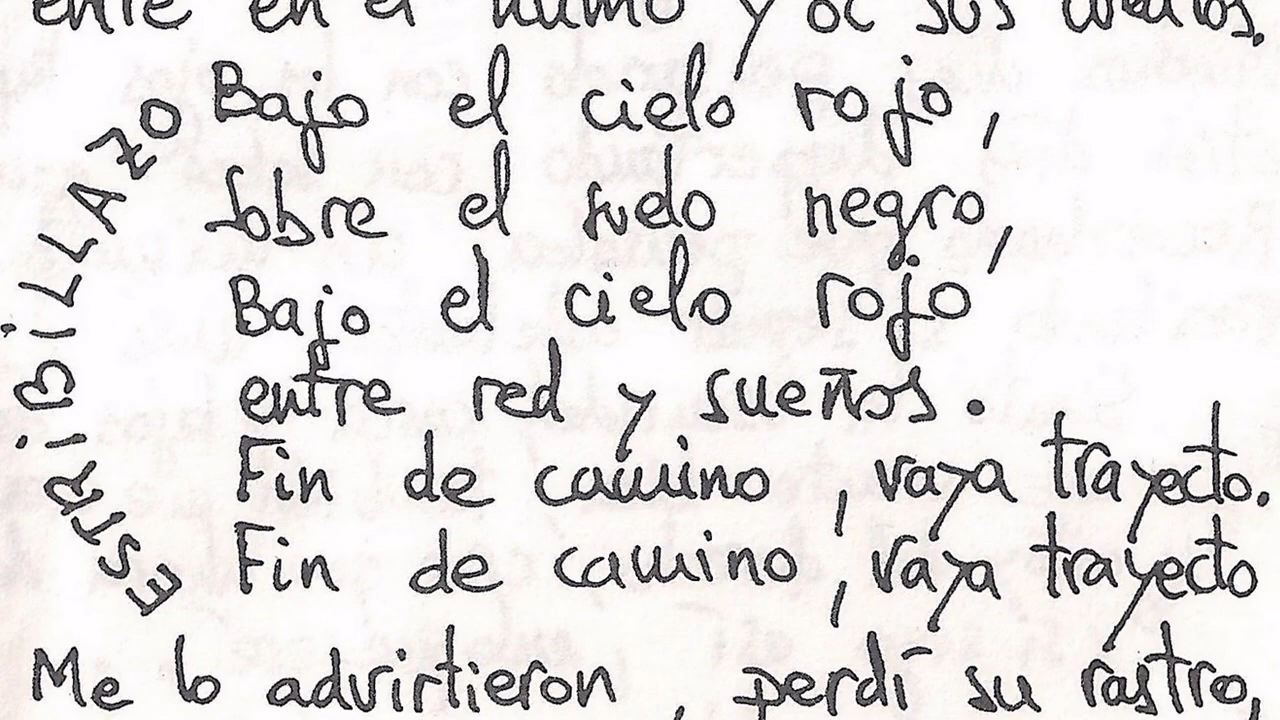 entre en el humo y de sus
Bajo el cielo rojo,
sobre el suelo negro,
Bajo el cielo rojo
entre red y sueños.
Fin de camino, vaya trayecto.
Fin de camino, vaya trayecto
Me lo advirtieron, perdí su rastro,
ESTRiBiLLAZO